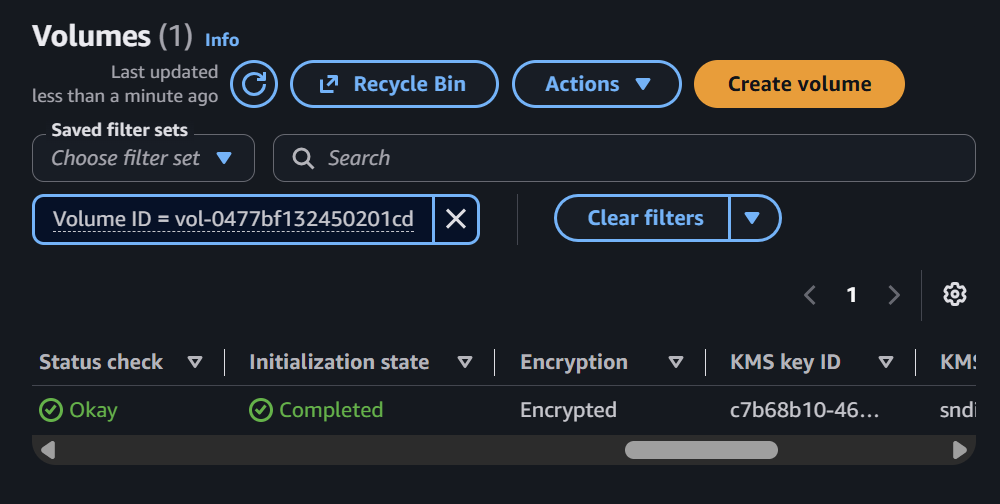 Volumes (1) Info
Last updated
less than a minute ago
Recycle Bin
Actions
Create volume
Saved filter sets
Choose filter set
Search
Volume ID = vol-0477bf132450201cd
Clear filters
1
Status check Initialization state Encryption KMS key ID KMS
Okay Completed Encrypted c7b68b10-46... sndi